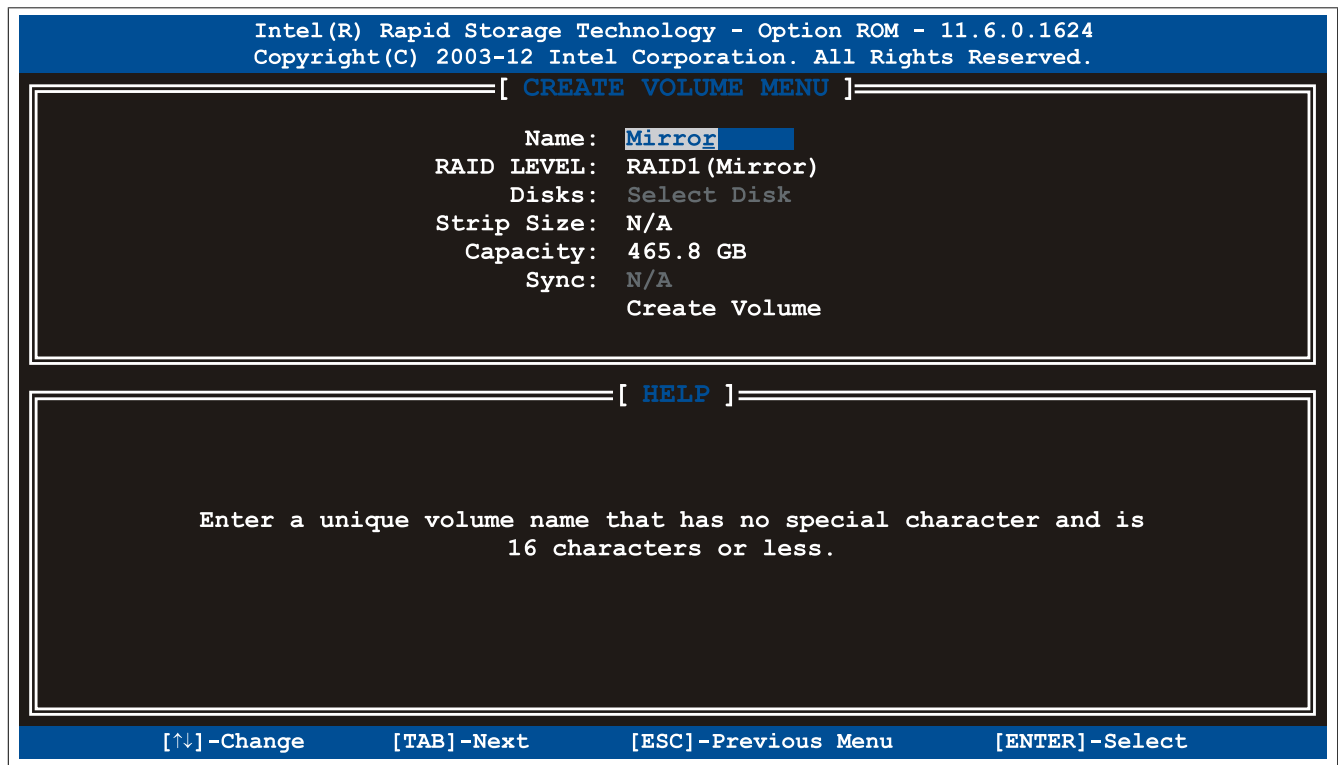 Intel(R) Rapid Storage Technology - Option ROM - 11.6.0.1624
Copyright(C) 2003-12 Intel Corporation. All Rights Reserved.
[ CREATE VOLUME MENU ]
Name: Mirror
RAID LEVEL: RAID1(Mirror)
Disks: Select Disk
Strip Size: N/A
Capacity: 465.8 GB
Sync: N/A
Create Volume
[ HELP ]
Enter a unique volume name that has no special character and is
16 characters or less.
[↑↓]-Change [TAB]-Next [ESC]-Previous Menu [ENTER]-Select